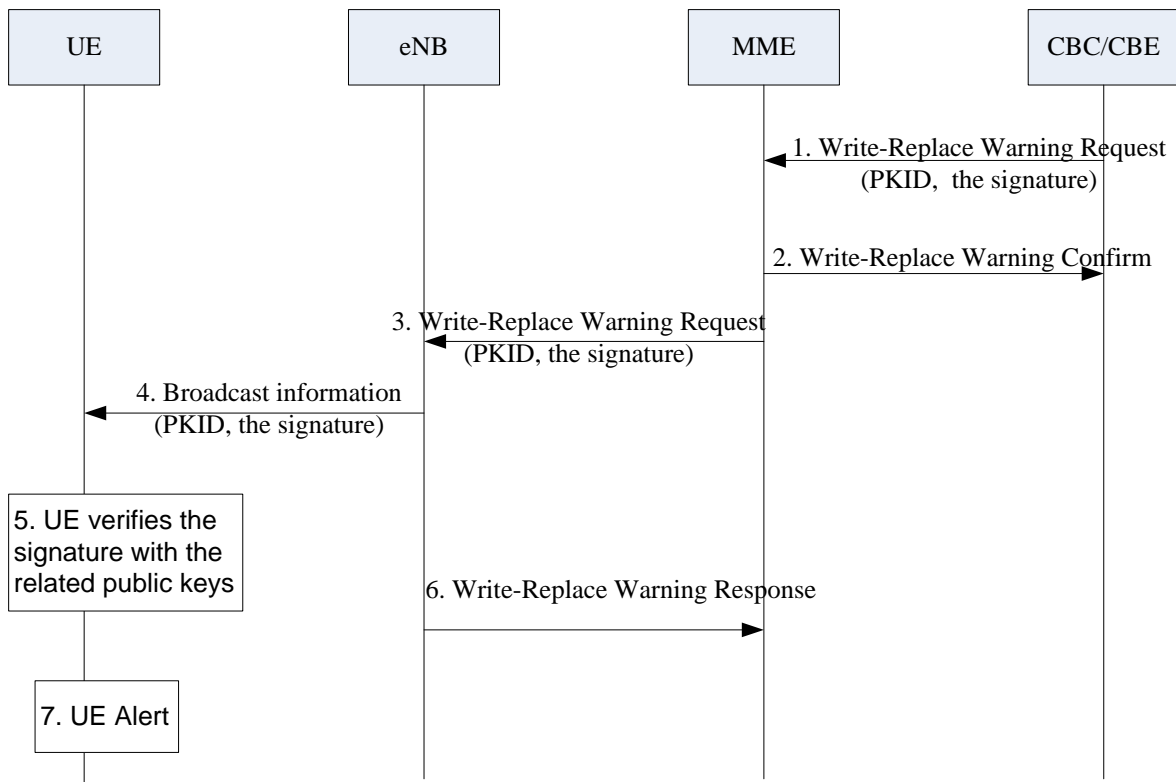 UE
eNB
MME
CBC/CBE
1. Write-Replace Warning Request
(PKID, the signature)
2. Write-Replace Warning Confirm
3. Write-Replace Warning Request
(PKID, the signature)
4. Broadcast information
(PKID, the signature)
5. UE verifies the
signature with the
related public keys
6. Write-Replace Warning Response
7. UE Alert